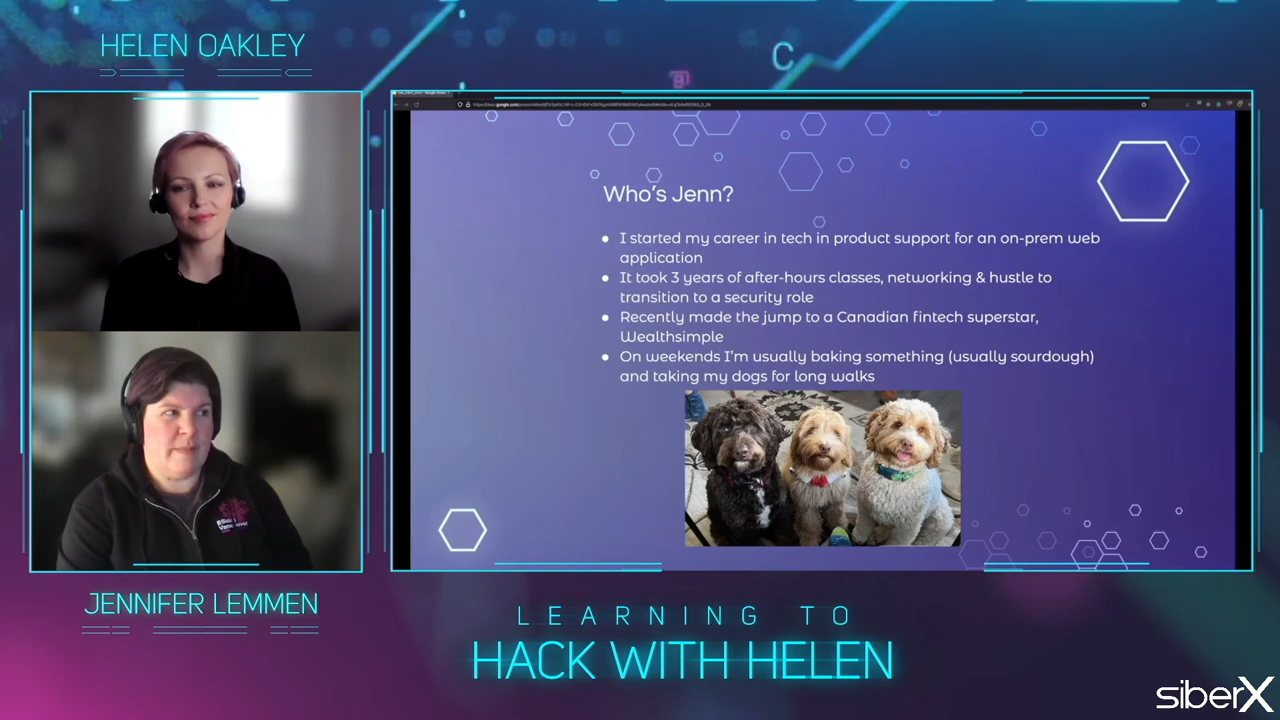 HELEN OAKLEY
C
Who's Jenn?
● I started my career in tech in product support for an on-prem web
application
● It took 3 years of after-hours classes, networking & hustle to
transition to a security role
● Recently made the jump to a Canadian fintech superstar,
Wealthsimple
● On weekends I'm usually baking something (usually sourdough)
and taking my dogs for long walks
BSides
Vancouver
JENNIFER LEMMEN
LEARNING TO
HACK WITH HELEN
siberX